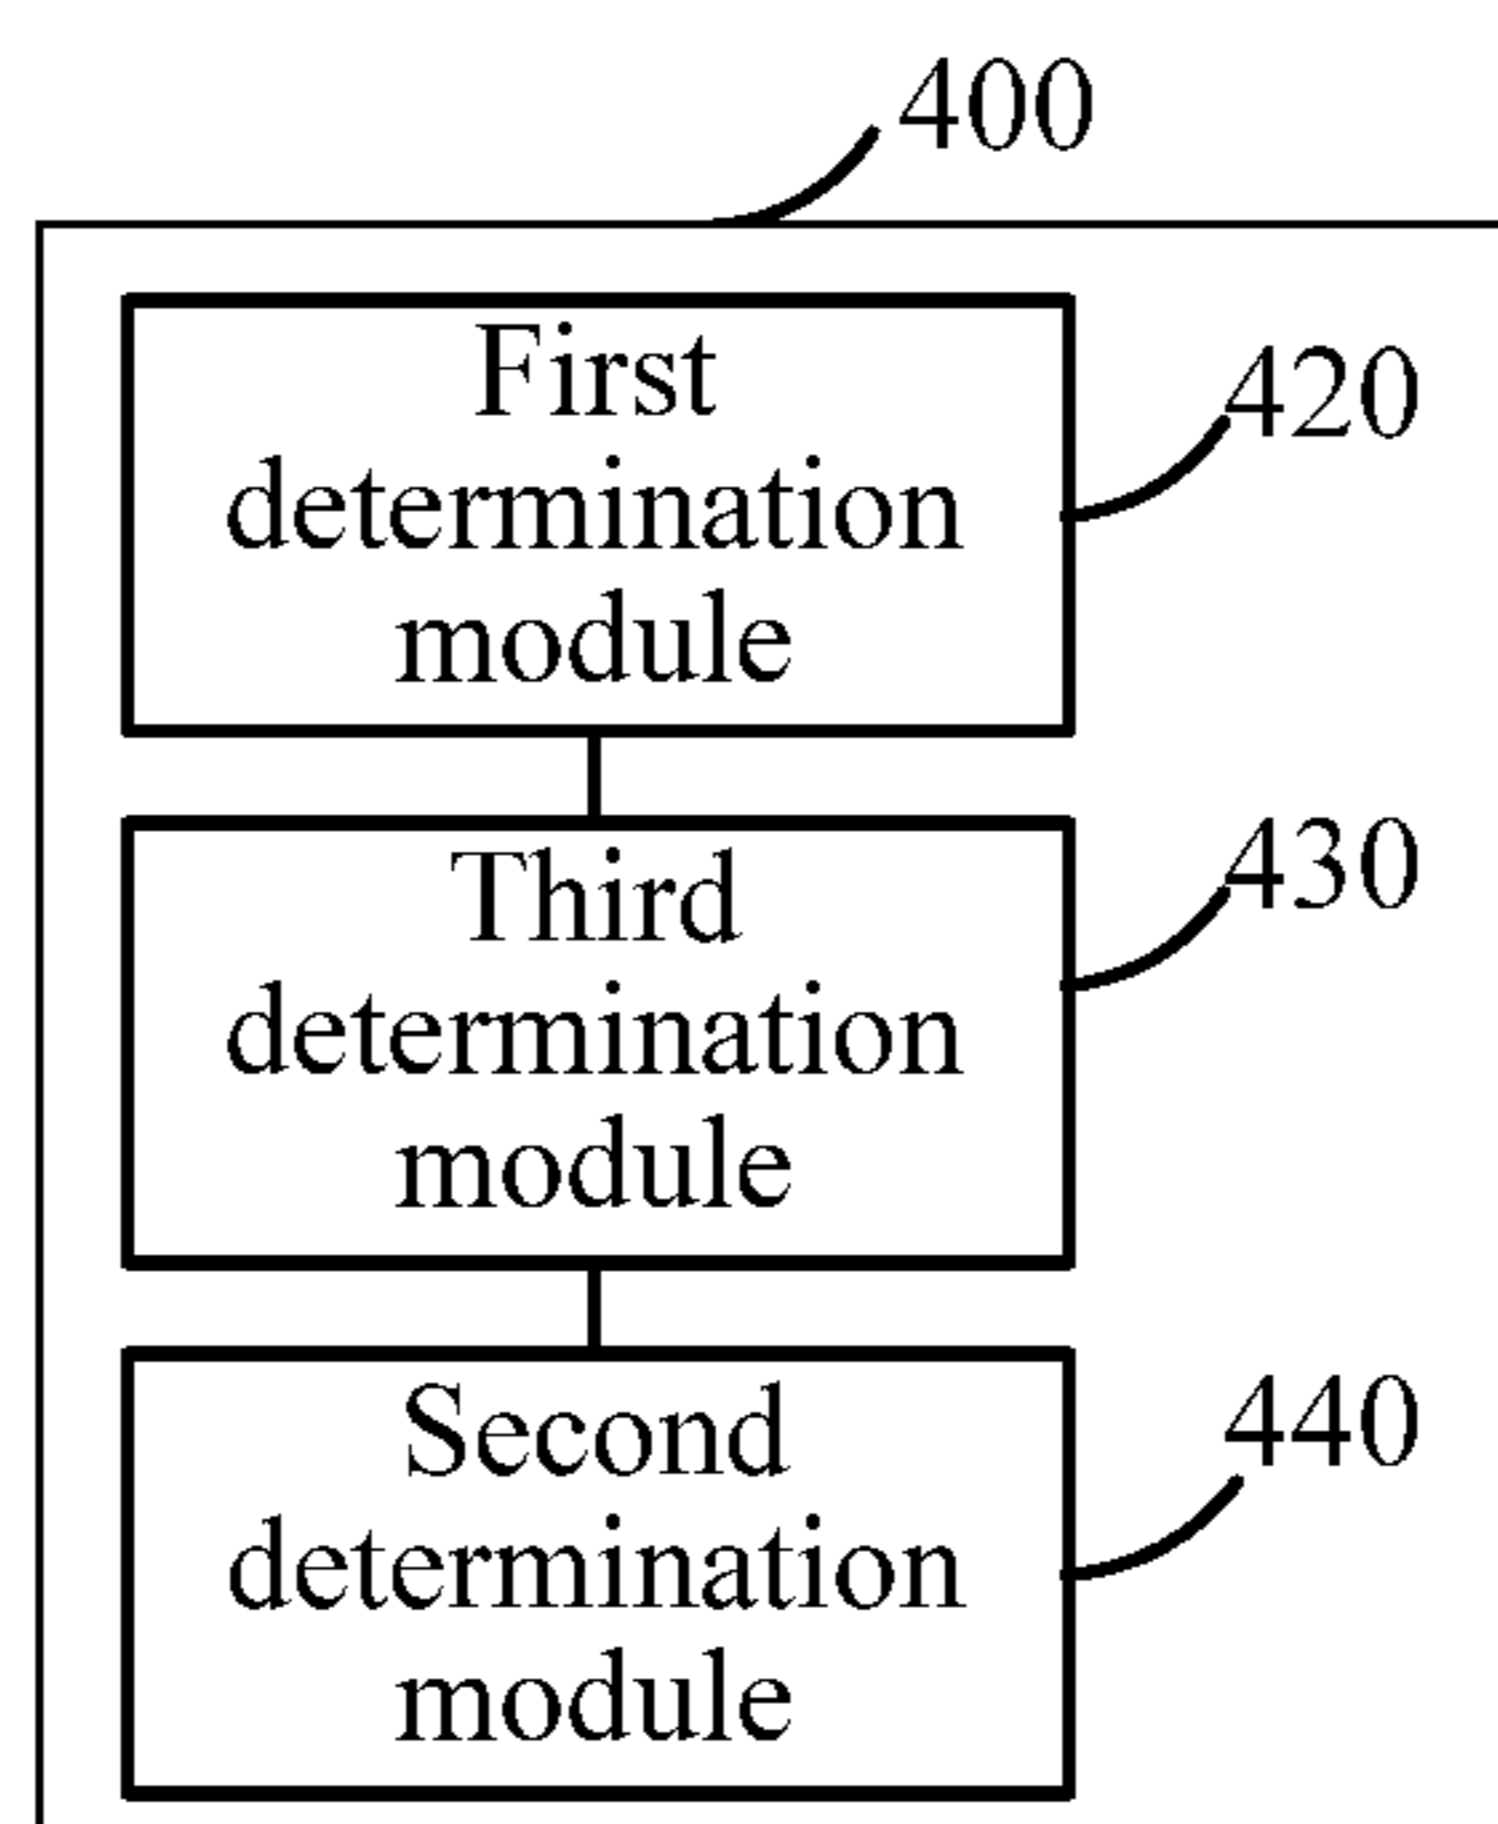 400
First
determination
module
420
Third
determination
module
430
Second
determination
module
440